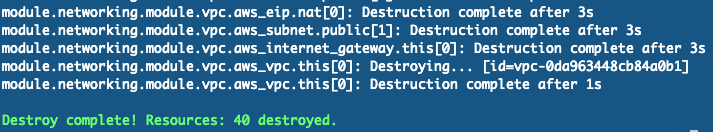 module.networking.module.vpc.aws_eip.nat[0]: Destruction complete after 3s
module.networking.module.vpc.aws_subnet.public[1]: Destruction complete after 3s
module.networking.module.vpc.aws_internet_gateway.this[0]: Destruction complete after 3s
module.networking.module.vpc.aws_vpc.this[0]: Destroying... [id=vpc-0da963448cb84a0b1]
module.networking.module.vpc.aws_vpc.this[0]: Destruction complete after 1s
Destroy complete! Resources: 40 destroyed.